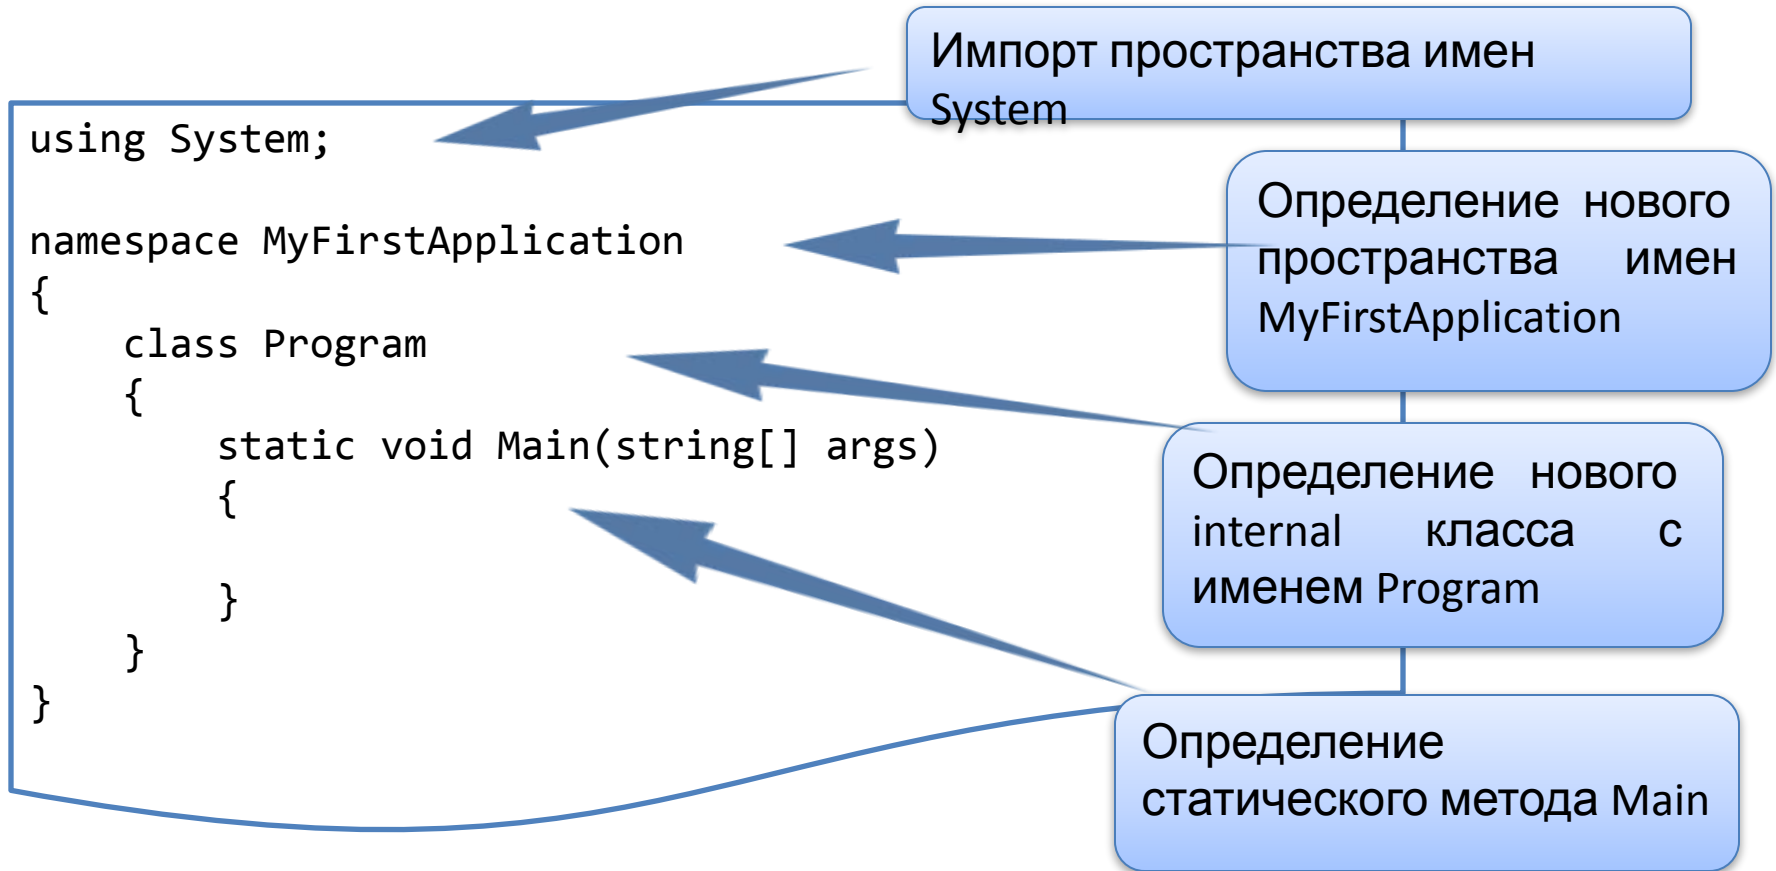 Импорт пространства имен
System
using System;
Определение нового
namespace MyFirstApplication
пространства имен
{
MyFirstApplication
class Program
{
static void Main(string[] args)
Определение нового
{
internal класса с
именем Program
}
}
}
Определение
статического метода Main